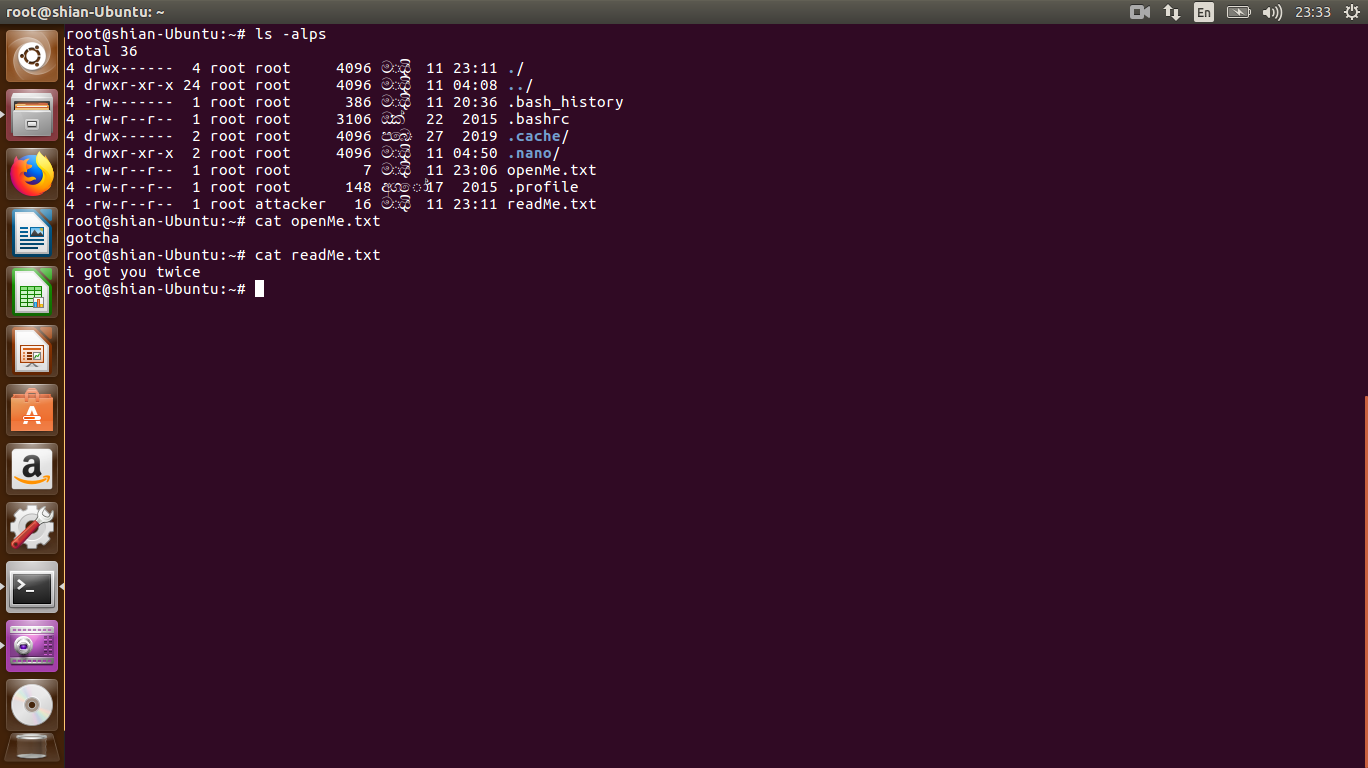 root@shian-Ubuntu: ~
En
23:33
root@shian-Ubuntu:~# ls -alps
total 36
4 drwx------  4 root root     4096 11 23:11 ./
4 drwxr-xr-x 24 root root     4096 11 04:08 ../
4 -rw-------  1 root root      386 11 20:36 .bash_history
4 -rw-r--r--  1 root root     3106 22  2015 .bashrc
4 drwx------  2 root root     4096 27  2019 .cache/
4 drwxr-xr-x  2 root root     4096 11 04:50 .nano/
4 -rw-r--r--  1 root root        7 11 23:06 openMe.txt
4 -rw-r--r--  1 root root      148 17  2015 .profile
4 -rw-r--r--  1 root attacker   16 11 23:11 readMe.txt
root@shian-Ubuntu:~# cat openMe.txt
gotcha
root@shian-Ubuntu:~# cat readMe.txt
i got you twice
root@shian-Ubuntu:~#